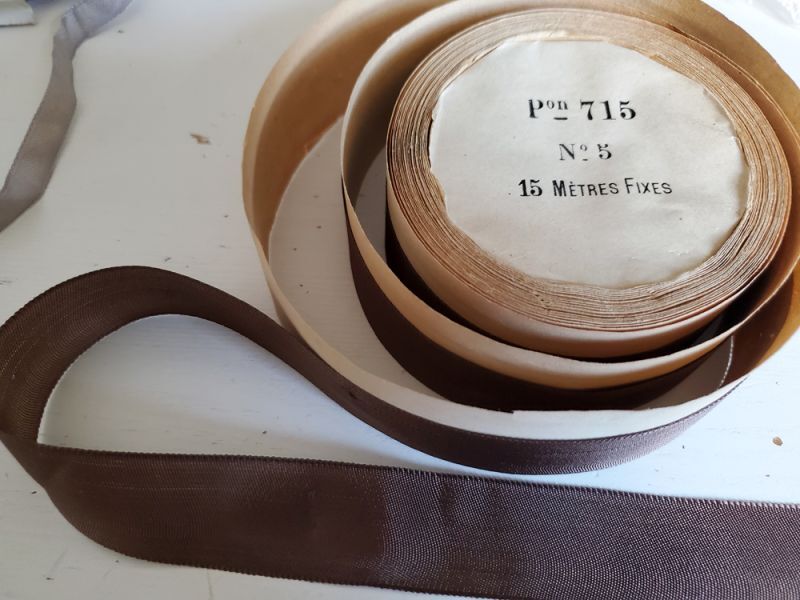 Pon 715
No 5
15 MÈTRES FIXES